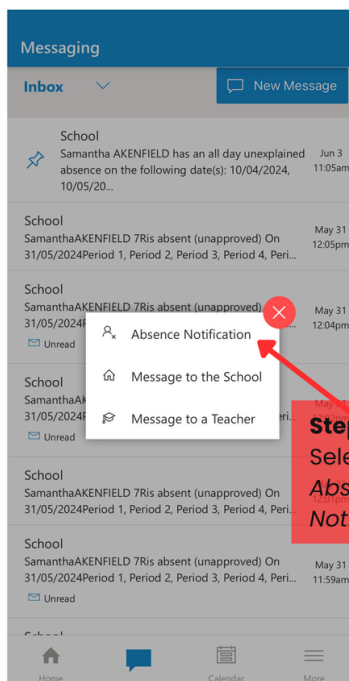 Messaging
Inbox
New Message
School
Samantha AKENFIELD has an all day unexplained
absence on the following date(s): 10/04/2024,
10/05/20...
Jun 3
11:05am
School
SamanthaAKENFIELD 7Ris absent (unapproved) On
31/05/2024Period 1, Period 2, Period 3, Period 4, Peri...
May 31
12:05pm
School
SamanthaAKENFIELD 7Ris absent (unapproved)
31/05/2024
May 31
12:04pm
Unread
Absence Notification
Message to the School
Message to a Teacher
School
31/05/2024
Unread
Step
Sele
Abs
Not
School
SamanthaAKENFIELD 7Ris absent (unapproved) On
31/05/2024Period 1, Period 2, Period 3, Period 4, Peri
School
SamanthaAKENFIELD 7Ris absent (unapproved) On
31/05/2024Period 1, Period 2, Period 3, Period 4, Peri...
May 31
11:59am
Unread
School
Home
Calendar
More